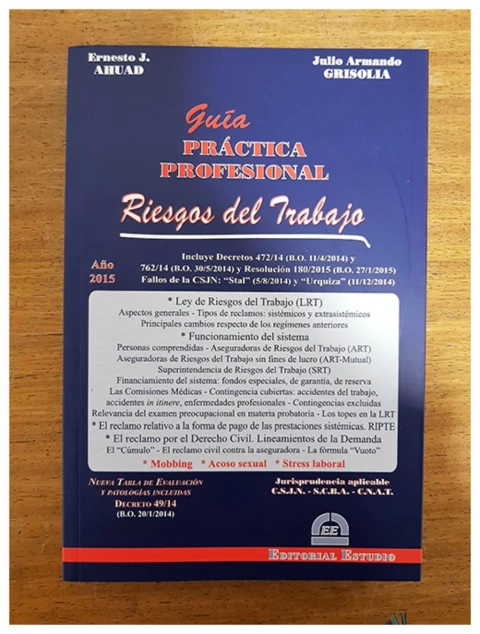 Ernesto J.
AHUAD
Julio Armando
GRISOLIA
Guía
PRÁCTICA
PROFESIONAL
Riesgos del Trabajo
Año
2015
Incluye Decretos 472/14 (B.O. 11/4/2014) y
762/14 (B.O. 30/5/2014) y Resolución 180/2015 (B.O. 27/1/2015)
Fallos de la CSJN: “Stal” (5/8/2014) y “Urquiza” (11/12/2014)
* Ley de Riesgos del Trabajo (LRT)
Aspectos generales - Tipos de reclamos: sistémicos y extrasistémicos
Principales cambios respecto de los regímenes anteriores
* Funcionamiento del sistema
Personas comprendidas - Aseguradoras de Riesgos del Trabajo (ART)
Aseguradoras de Riesgos del Trabajo sin fines de lucro (ART-Mutual)
Superintendencia de Riesgos del Trabajo (SRT)
Financiamiento del sistema: fondos especiales, de garantía, de reserva
Las Comisiones Médicas - Contingencia cubiertas: accidentes del trabajo,
accidentes in itinere, enfermedades profesionales - Contingencias excluidas
Relevancia del examen preocupacional en materia probatoria - Los topes en la LRT
* El reclamo relativo a la forma de pago de las prestaciones sistémicas. RIPTE
* El reclamo por el Derecho Civil. Lineamientos de la Demanda
El “Cúmulo” - El reclamo civil contra la aseguradora - La fórmula “Vuoto”
* Mobbing * Acoso sexual * Stress laboral
Nueva Tabla de Evaluación
y patologías incluidas
Decreto 49/14
(B.O. 20/1/2014)
Jurisprudencia aplicable
C.S.J.N. - S.C.B.A. - C.N.A.T.
EE
Editorial Estudio